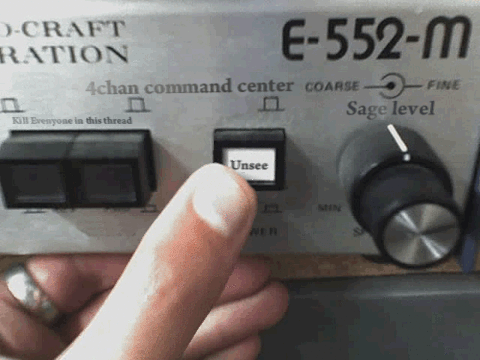 O-CRAFT
RATION
E-552-M
4chan command center
COARSE FINE
Sage level
Kill Everyone in this thread
Unsee
MIN